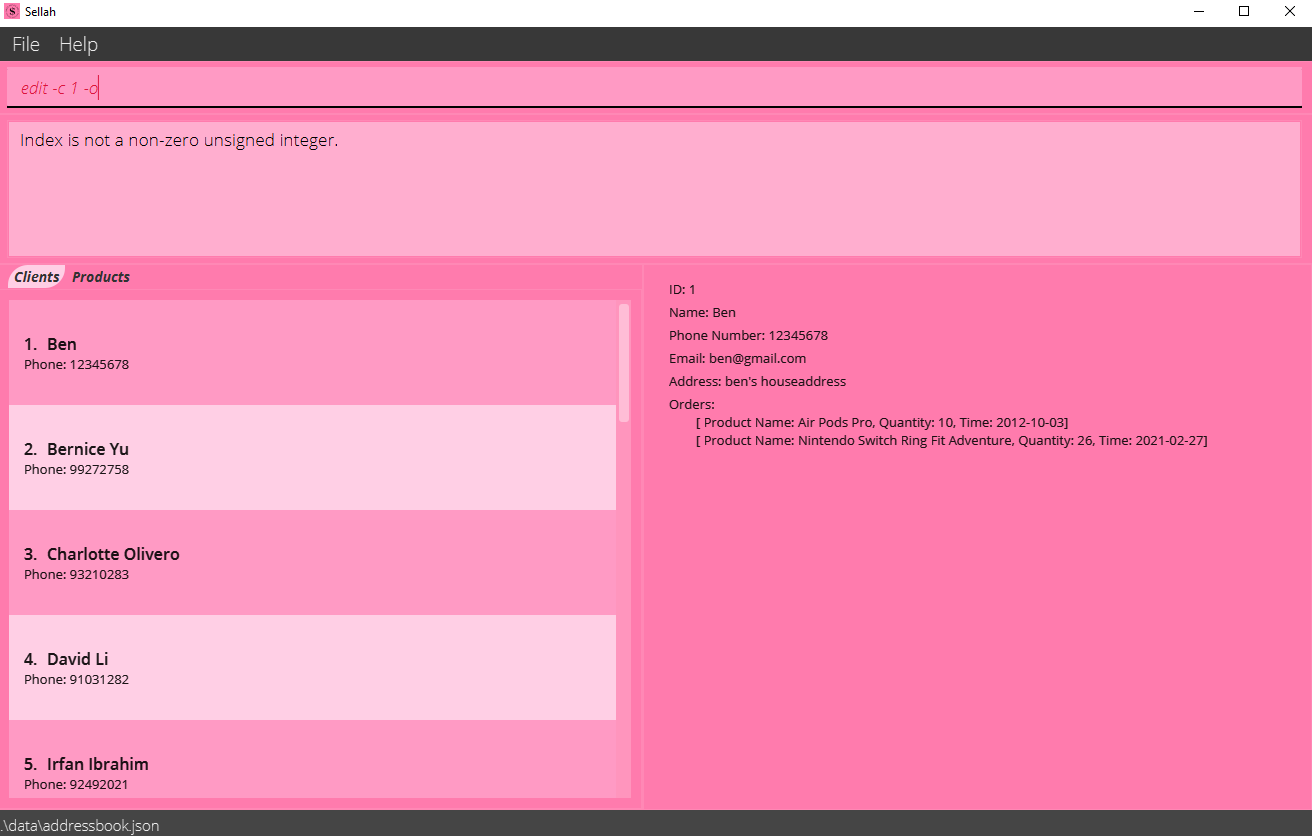 $ Sellah
File Help
edit -c 1 -o
Index is not a non-zero unsigned integer.
Clients Products
1. Ben
Phone: 12345678
2. Bernice Yu
Phone: 99272758
3. Charlotte Olivero
Phone: 93210283
4. David Li
Phone: 91031282
5. Irfan Ibrahim
Phone: 92492021
ID: 1
Name: Ben
Phone Number: 12345678
Email: ben@gmail.com
Address: ben's houseaddress
Orders:
[ Product Name: Air Pods Pro, Quantity: 10, Time: 2012-10-03]
[ Product Name: Nintendo Switch Ring Fit Adventure, Quantity: 26, Time: 2021-02-27]
.\data\addressbook.json